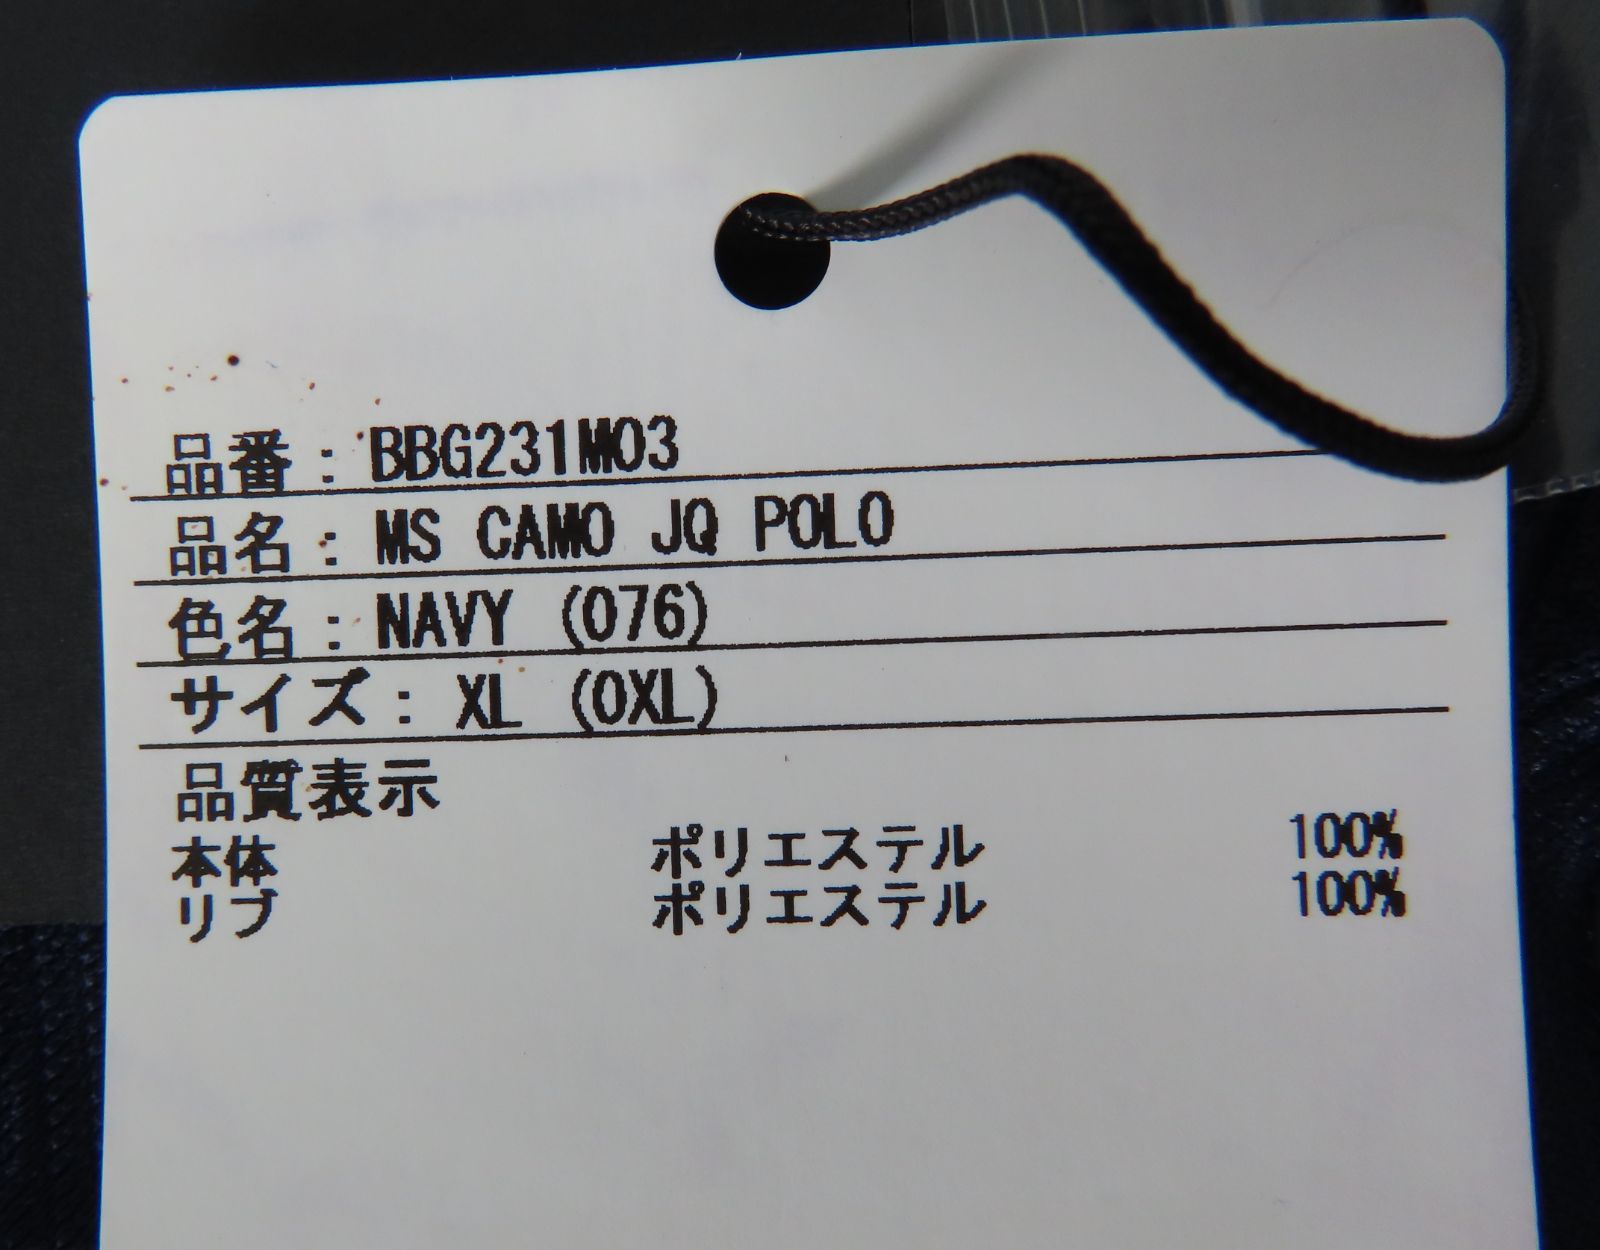 品番：BBG231M03
品名：MS CAMO JQ POLO
色名：NAVY (076)
サイズ：XL (0XL)
品質表示
本体 ポリエステル 100%
リブ ポリエステル 100%